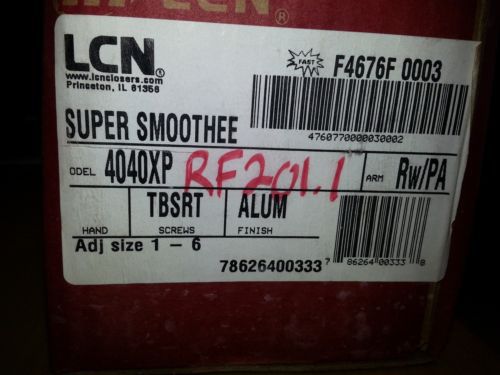 LCN®
LCN®
www.lcnclosers.com
Princeton, IL 61356
FAST
F4676F 0003
4760770000030002
SUPER SMOOTHEE
ODEL 4040XP RF201.1 ARM Rw/PA
TBSRT ALUM
HAND SCREWS FINISH
Adj size 1 - 6
78626400333 7 86264 00333 8